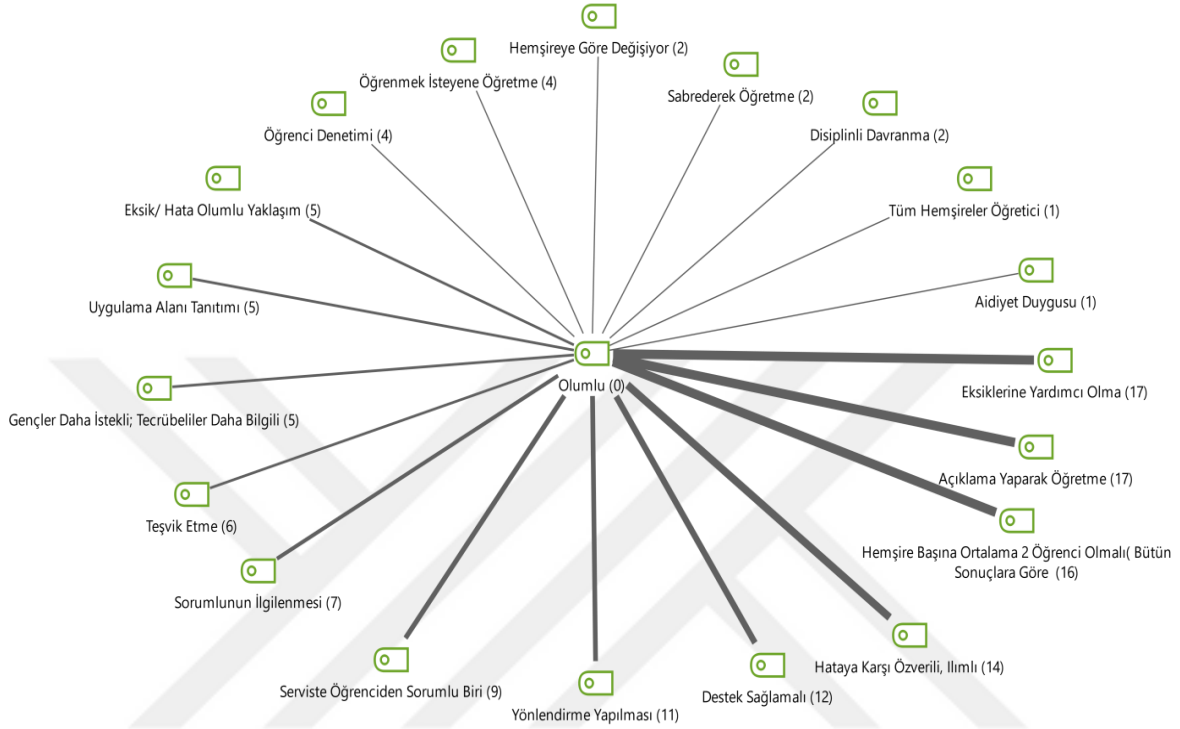 Hemşireye Göre Değişiyor (2)
Öğrenmek İsteyene Öğretme (4)
Sabrederek Öğretme (2)
Öğrenci Denetimi (4)
Disiplinli Davranma (2)
Eksik/ Hata Olumlu Yaklaşım (5)
Tüm Hemşireler Öğretici (1)
Uygulama Alanı Tanıtımı (5)
Aidiyet Duygusu (1)
Olumlu (0)
Eksiklerine Yardımcı Olma (17)
Gençler Daha İstekli; Tecrübeliler Daha Bilgili (5)
Açıklama Yaparak Öğretme (17)
Teşvik Etme (6)
Hemşire Başına Ortalama 2 Öğrenci Olmalı( Bütün
Sonuçlara Göre (16)
Sorumlunun İlgilenmesi (7)
Hataya Karşı Özverili, Ilımlı (14)
Serviste Öğrenciden Sorumlu Biri (9)
Destek Sağlamalı (12)
Yönlendirme Yapılması (11)